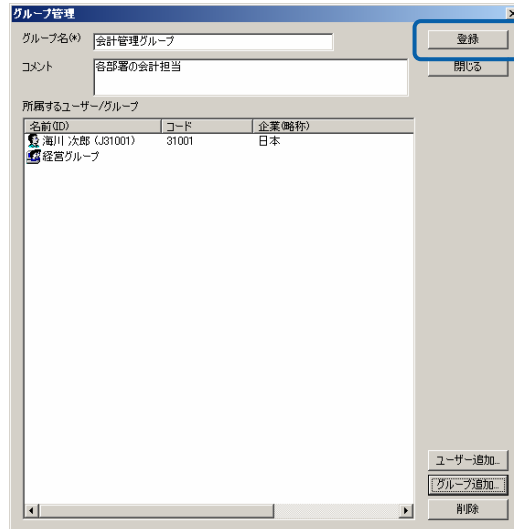 グループ管理
グループ名(*) 会計管理グループ 登録
コメント 各部署の会計担当 閉じる
所属するユーザー/グループ
名前(ID) コード 企業(略称)
海川 次郎 (J31001) 31001 日本
経営グループ
ユーザー追加...
グループ追加...
削除